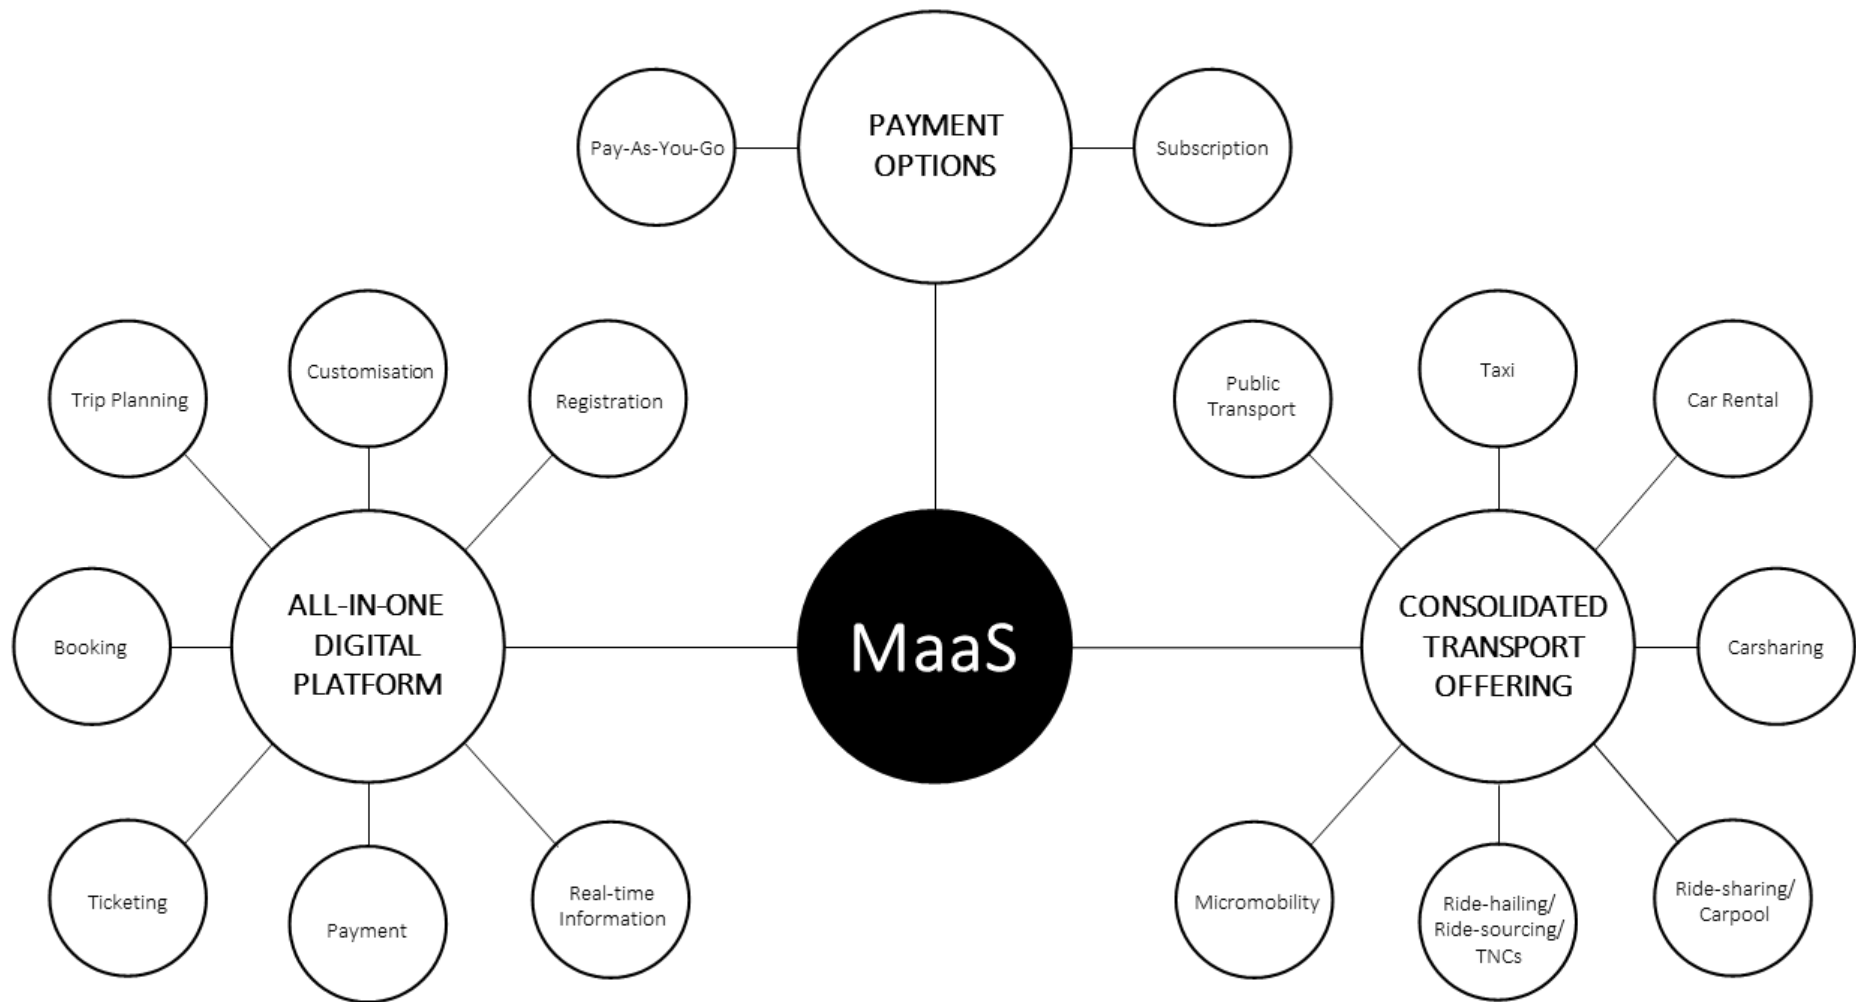 PAYMENT
OPTIONS
Pay-As-You-Go
Subscription
Customisation
Trip Planning
Registration
Booking
ALL-IN-ONE
DIGITAL
PLATFORM
Ticketing
Payment
Real-time
Information
MaaS
Public
Transport
Taxi
Car Rental
CONSOLIDATED
TRANSPORT
OFFERING
Carsharing
Micromobility
Ride-hailing/
Ride-sourcing/
TNCs
Ride-sharing/
Carpool